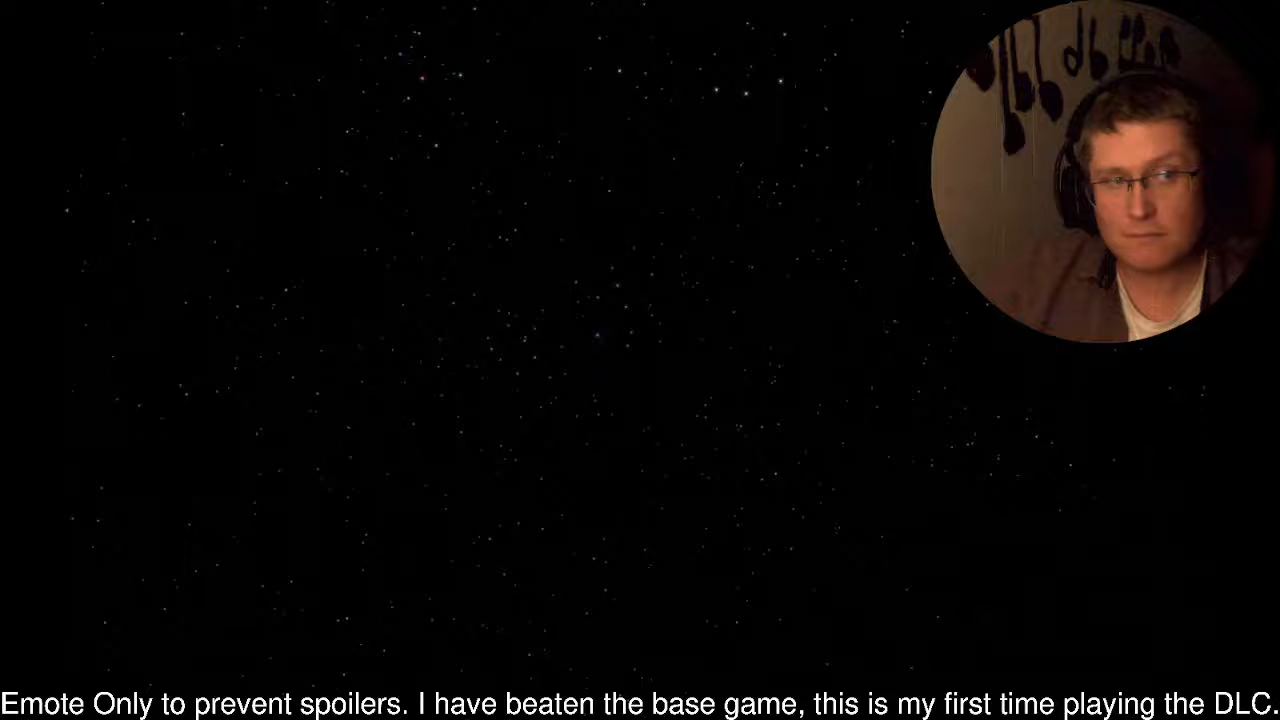 Emote Only to prevent spoilers. I have beaten the base game, this is my first time playing the DLC.